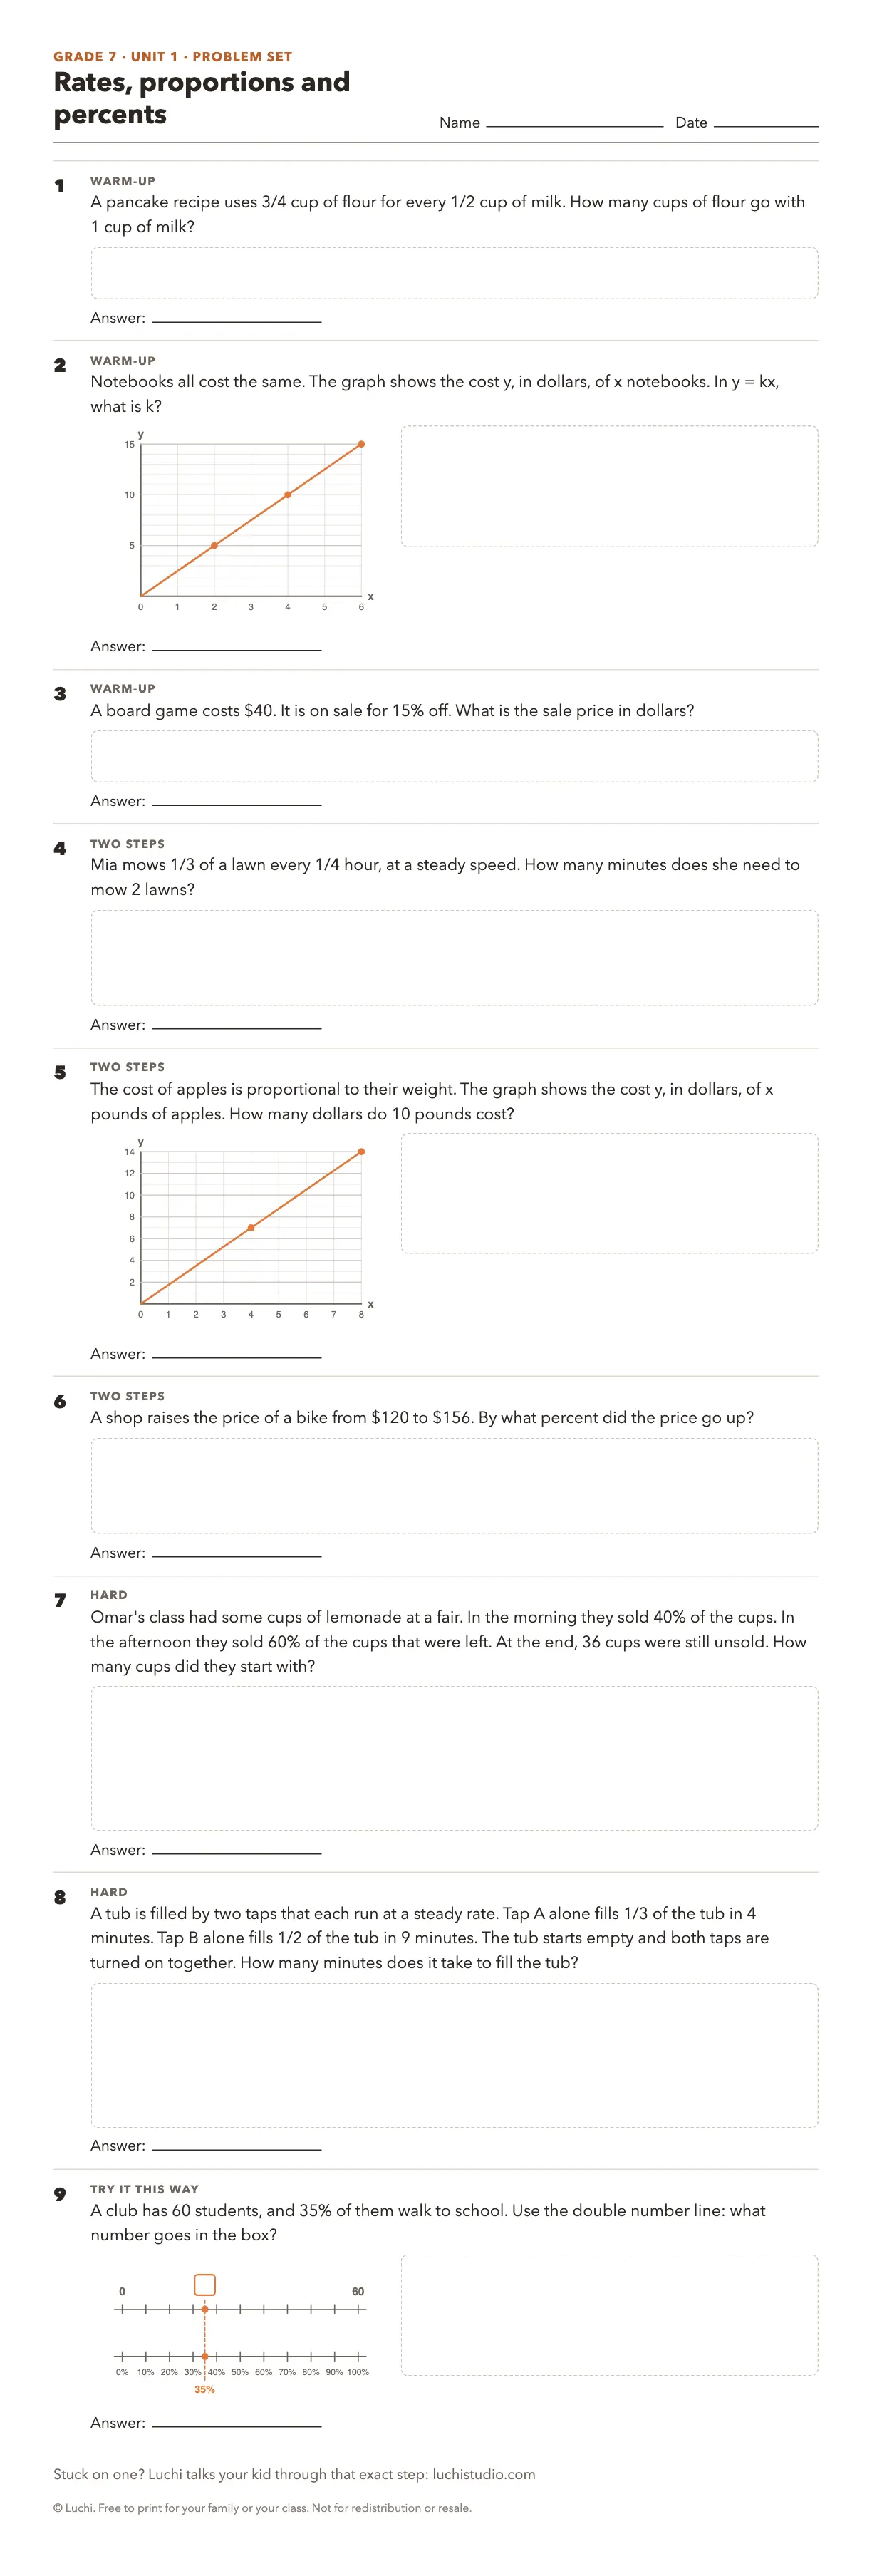 GRADE 7 · UNIT 1 · PROBLEM SET
Rates, proportions and
percents
Name
Date
1
WARM-UP
A pancake recipe uses 3/4 cup of flour for every 1/2 cup of milk. How many cups of flour go with
1 cup of milk?
Answer:
2
WARM-UP
Notebooks all cost the same. The graph shows the cost y, in dollars, of x notebooks. In y = kx,
what is k?
y
15
10
5
x
0 1 2 3 4 5 6
Answer:
3
WARM-UP
A board game costs $40. It is on sale for 15% off. What is the sale price in dollars?
Answer:
4
TWO STEPS
Mia mows 1/3 of a lawn every 1/4 hour, at a steady speed. How many minutes does she need to
mow 2 lawns?
Answer:
5
TWO STEPS
The cost of apples is proportional to their weight. The graph shows the cost y, in dollars, of x
pounds of apples. How many dollars do 10 pounds cost?
y
14
12
10
8
6
4
2
x
0 1 2 3 4 5 6 7 8
Answer:
6
TWO STEPS
A shop raises the price of a bike from $120 to $156. By what percent did the price go up?
Answer:
7
HARD
Omar's class had some cups of lemonade at a fair. In the morning they sold 40% of the cups. In
the afternoon they sold 60% of the cups that were left. At the end, 36 cups were still unsold. How
many cups did they start with?
Answer:
8
HARD
A tub is filled by two taps that each run at a steady rate. Tap A alone fills 1/3 of the tub in 4
minutes. Tap B alone fills 1/2 of the tub in 9 minutes. The tub starts empty and both taps are
turned on together. How many minutes does it take to fill the tub?
Answer:
9
TRY IT THIS WAY
A club has 60 students, and 35% of them walk to school. Use the double number line: what
number goes in the box?
0 60
0% 10% 20% 30% 40% 50% 60% 70% 80% 90% 100%
35%
Answer:
Stuck on one? Luchi talks your kid through that exact step: luchistudio.com
© Luchi. Free to print for your family or your class. Not for redistribution or resale.